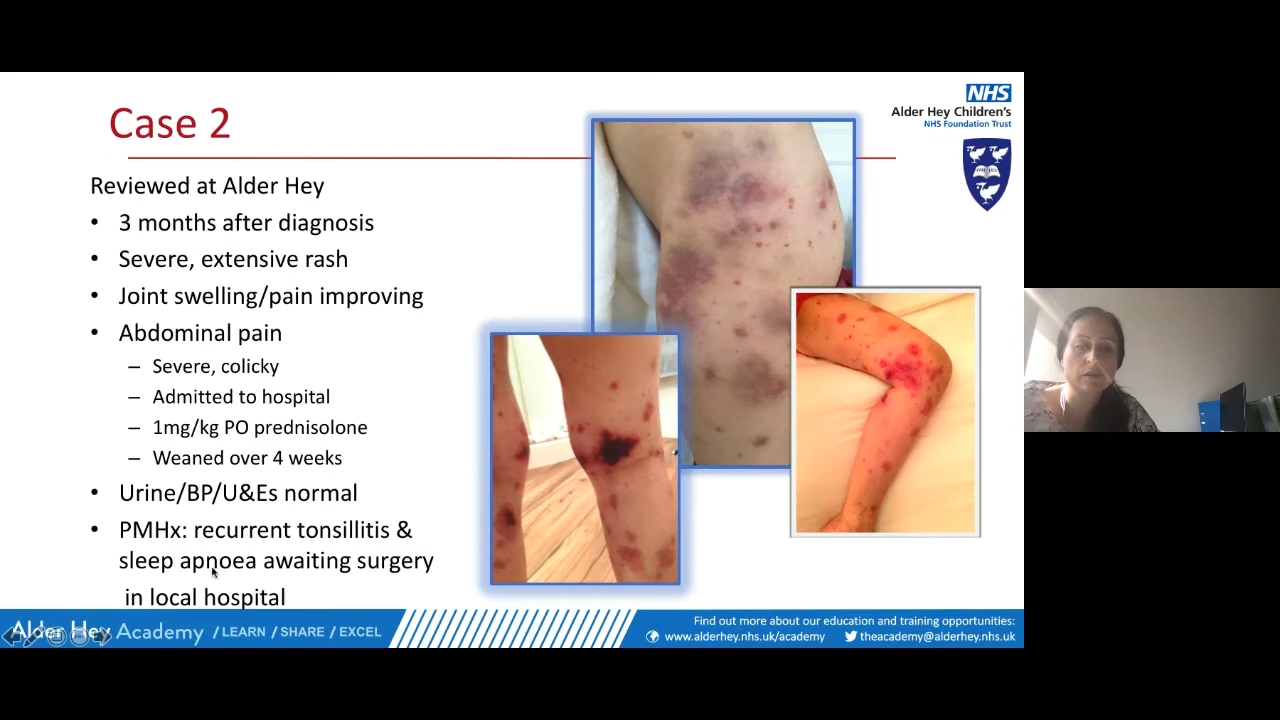 Case 2
NHS
Alder Hey Children's
NHS Foundation Trust
Reviewed at Alder Hey
• 3 months after diagnosis
• Severe, extensive rash
• Joint swelling/pain improving
• Abdominal pain
– Severe, colicky
– Admitted to hospital
– 1mg/kg PO prednisolone
– Weaned over 4 weeks
• Urine/BP/U&Es normal
• PMHx: recurrent tonsillitis &
sleep apnoea awaiting surgery
in local hospital
Alder Hey Academy / LEARN / SHARE / EXCEL
Find out more about our education and training opportunities:
www.alderhey.nhs.uk/academy theacademy@alderhey.nhs.uk